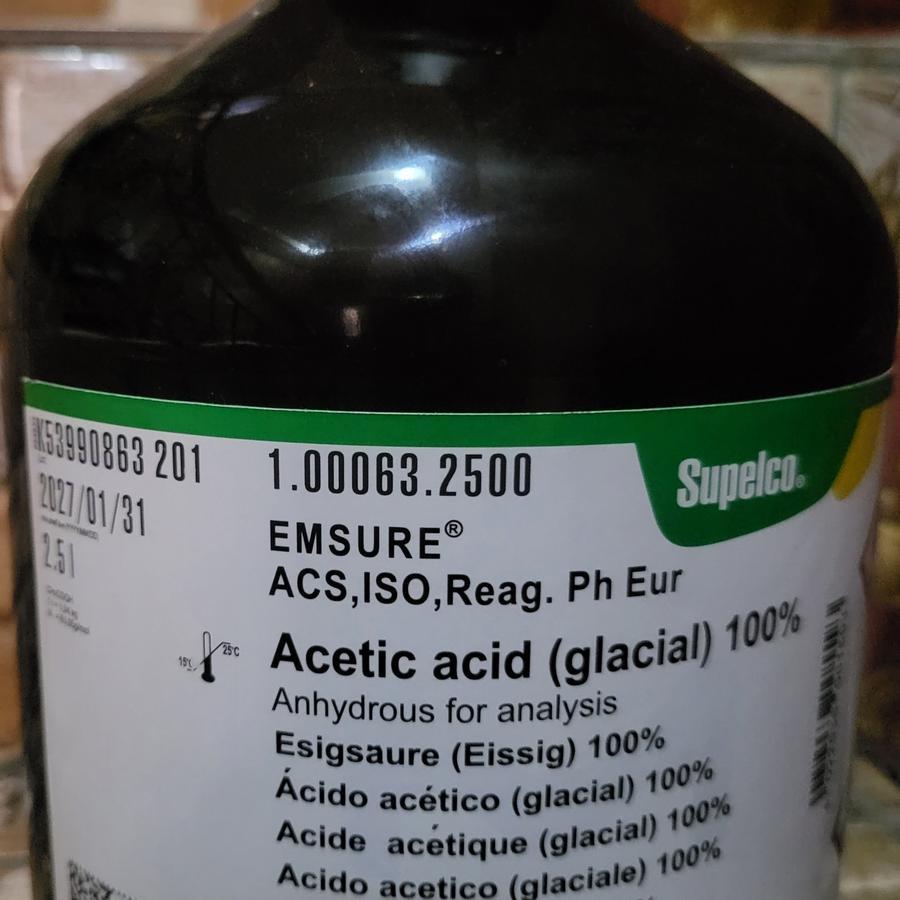 K53990863 201
2027/01/31
2.5 l
15°C
25°C
1.00063.2500
Supelco®
EMSURE®
ACS,ISO,Reag. Ph Eur
Acetic acid (glacial) 100%
Anhydrous for analysis
Esigsäure (Eissig) 100%
Ácido acético (glacial) 100%
Acide acétique (glacial) 100%
Acido acetico (glaciale) 100%